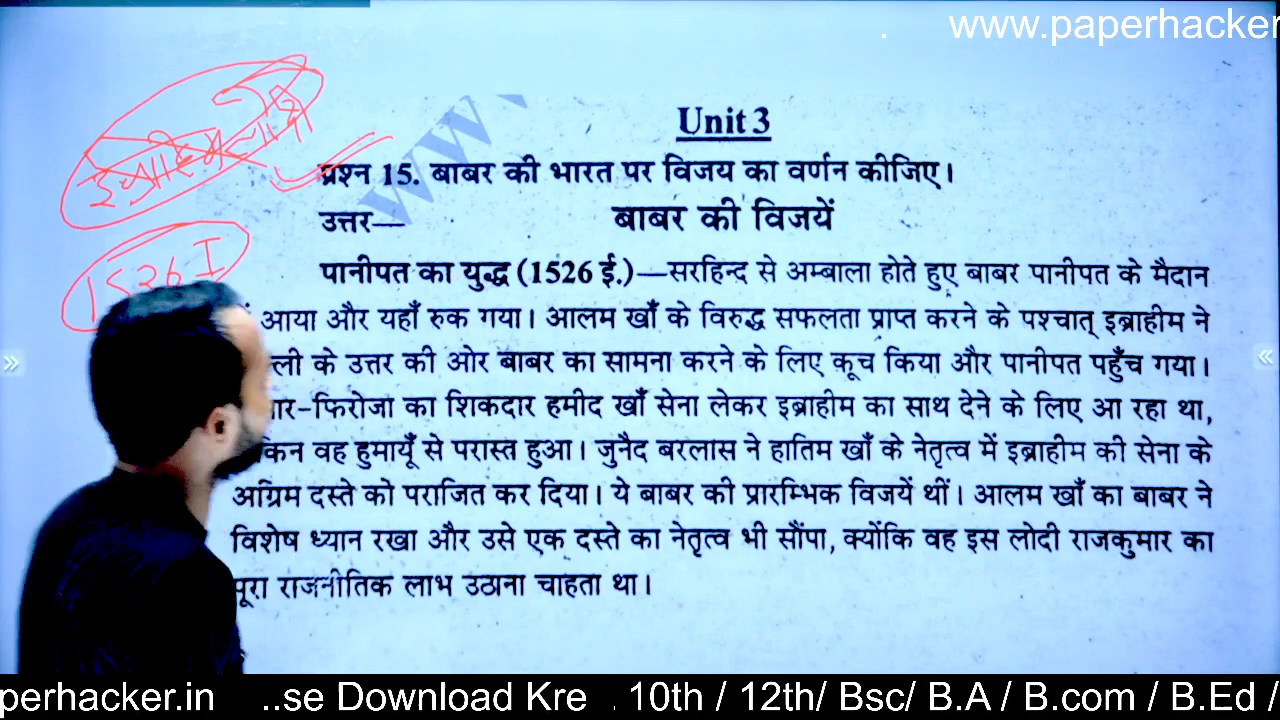 www.paperhacker
इब्राहिम लोदी
1526 I
www
Unit 3
प्रश्न 15. बाबर की भारत पर विजय का वर्णन कीजिए।
उत्तर— बाबर की विजयें
पानीपत का युद्ध (1526 ई.)—सरहिन्द से अम्बाला होते हुए बाबर पानीपत के मैदान
आया और यहाँ रुक गया। आलम खाँ के विरुद्ध सफलता प्राप्त करने के पश्चात् इब्राहीम ने
ली के उत्तर की ओर बाबर का सामना करने के लिए कूच किया और पानीपत पहुँच गया।
ार-फिरोजा का शिकदार हमीद खाँ सेना लेकर इब्राहीम का साथ देने के लिए आ रहा था,
किन वह हुमायूँ से परास्त हुआ। जुनैद बरलास ने हातिम खाँ के नेतृत्व में इब्राहीम की सेना के
अग्रिम दस्ते को पराजित कर दिया। ये बाबर की प्रारम्भिक विजयें थीं। आलम खाँ का बाबर ने
विशेष ध्यान रखा और उसे एक दस्ते का नेतृत्व भी सौंपा, क्योंकि वह इस लोदी राजकुमार का
पूरा राजनीतिक लाभ उठाना चाहता था।
perhacker.in ..se Download Kre . 10th / 12th/ Bsc/ B.A / B.com / B.Ed /